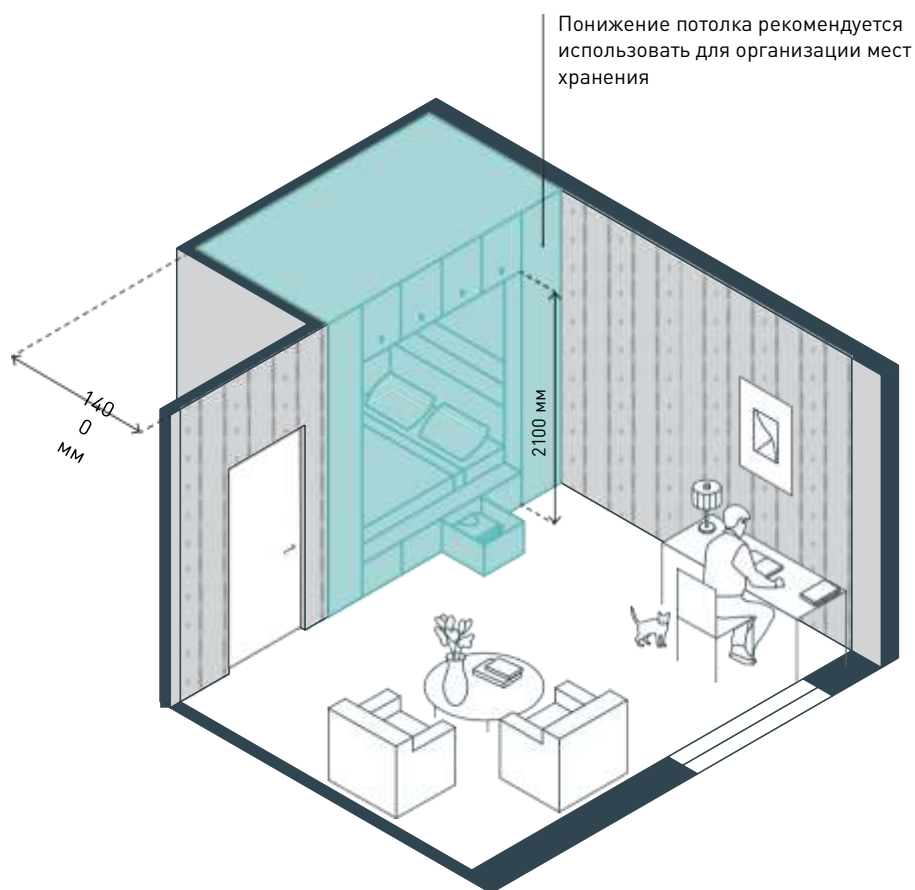 Понижение потолка рекомендуется
использовать для организации мест
хранения
140
0
мм
2100 мм